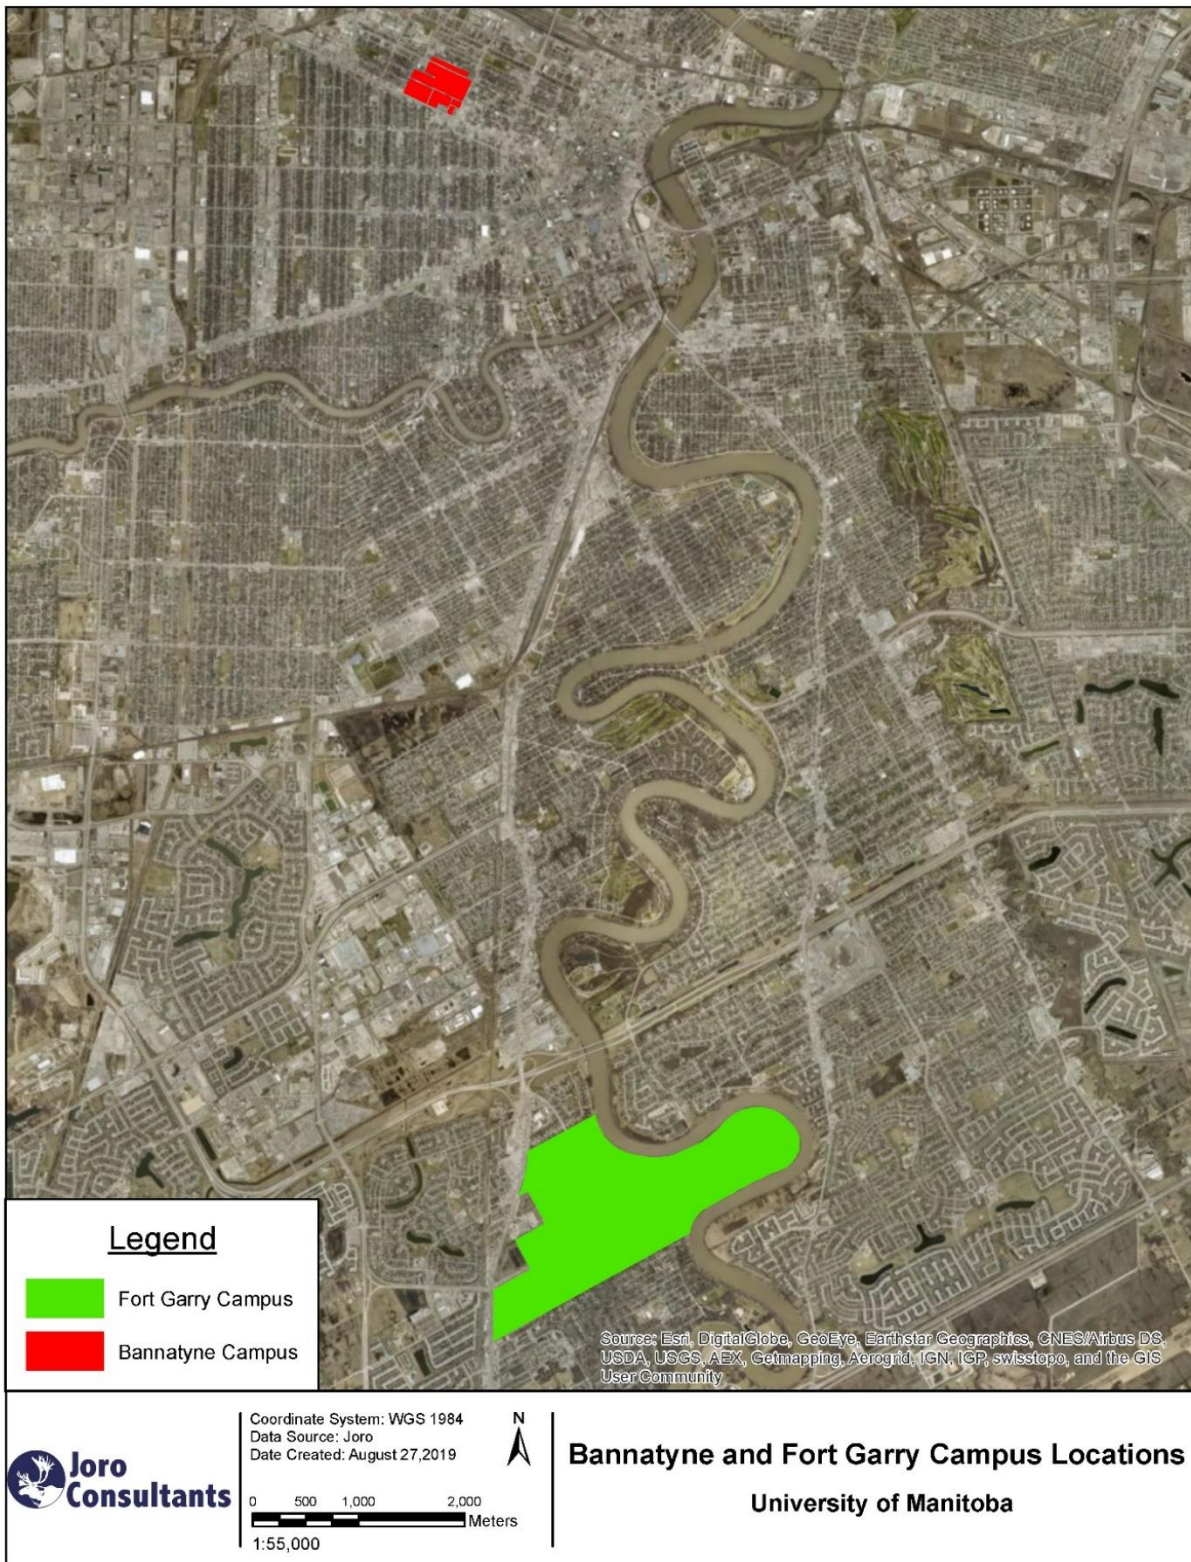 Legend
Fort Garry Campus
Bannatyne Campus
Source: Esri, DigitalGlobe, GeoEye, Earthstar Geographics, CNES/Airbus DS,
USDA, USGS, AEX, Getmapping, Aerogrid, IGN, IGP, swisstopo, and the GIS
User Community
Joro
Consultants
Coordinate System: WGS 1984
Data Source: Joro
Date Created: August 27,2019
N
0 500 1,000 2,000
Meters
1:55,000
Bannatyne and Fort Garry Campus Locations
University of Manitoba